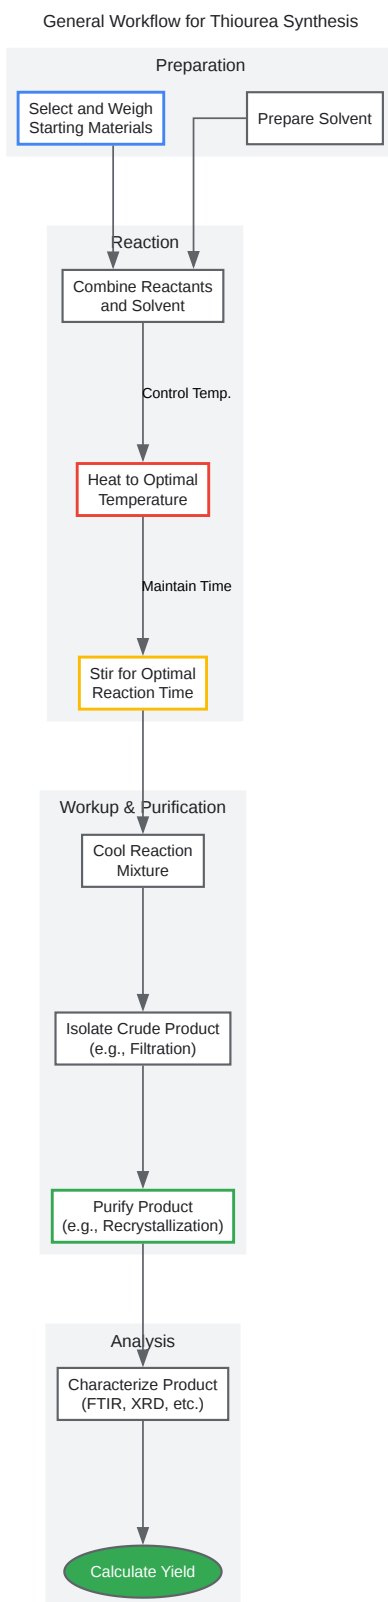 General Workflow for Thiourea Synthesis
Preparation
Select and Weigh
Starting Materials
Prepare Solvent
Reaction
Combine Reactants
and Solvent
Control Temp.
Heat to Optimal
Temperature
Maintain Time
Stir for Optimal
Reaction Time
Workup & Purification
Cool Reaction
Mixture
Isolate Crude Product
(e.g., Filtration)
Purify Product
(e.g., Recrystallization)
Analysis
Characterize Product
(FTIR, XRD, etc.)
Calculate Yield